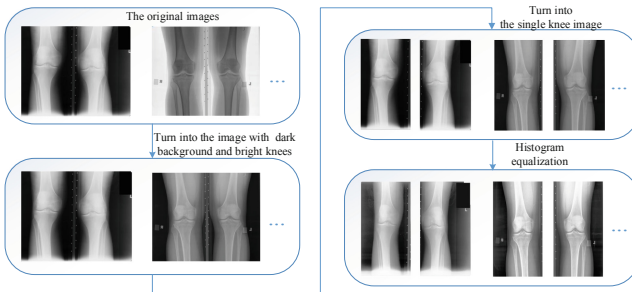 The original images
...
Turn into the image with dark
background and bright knees
...
Turn into
the single knee image
...
Histogram
equalization
...